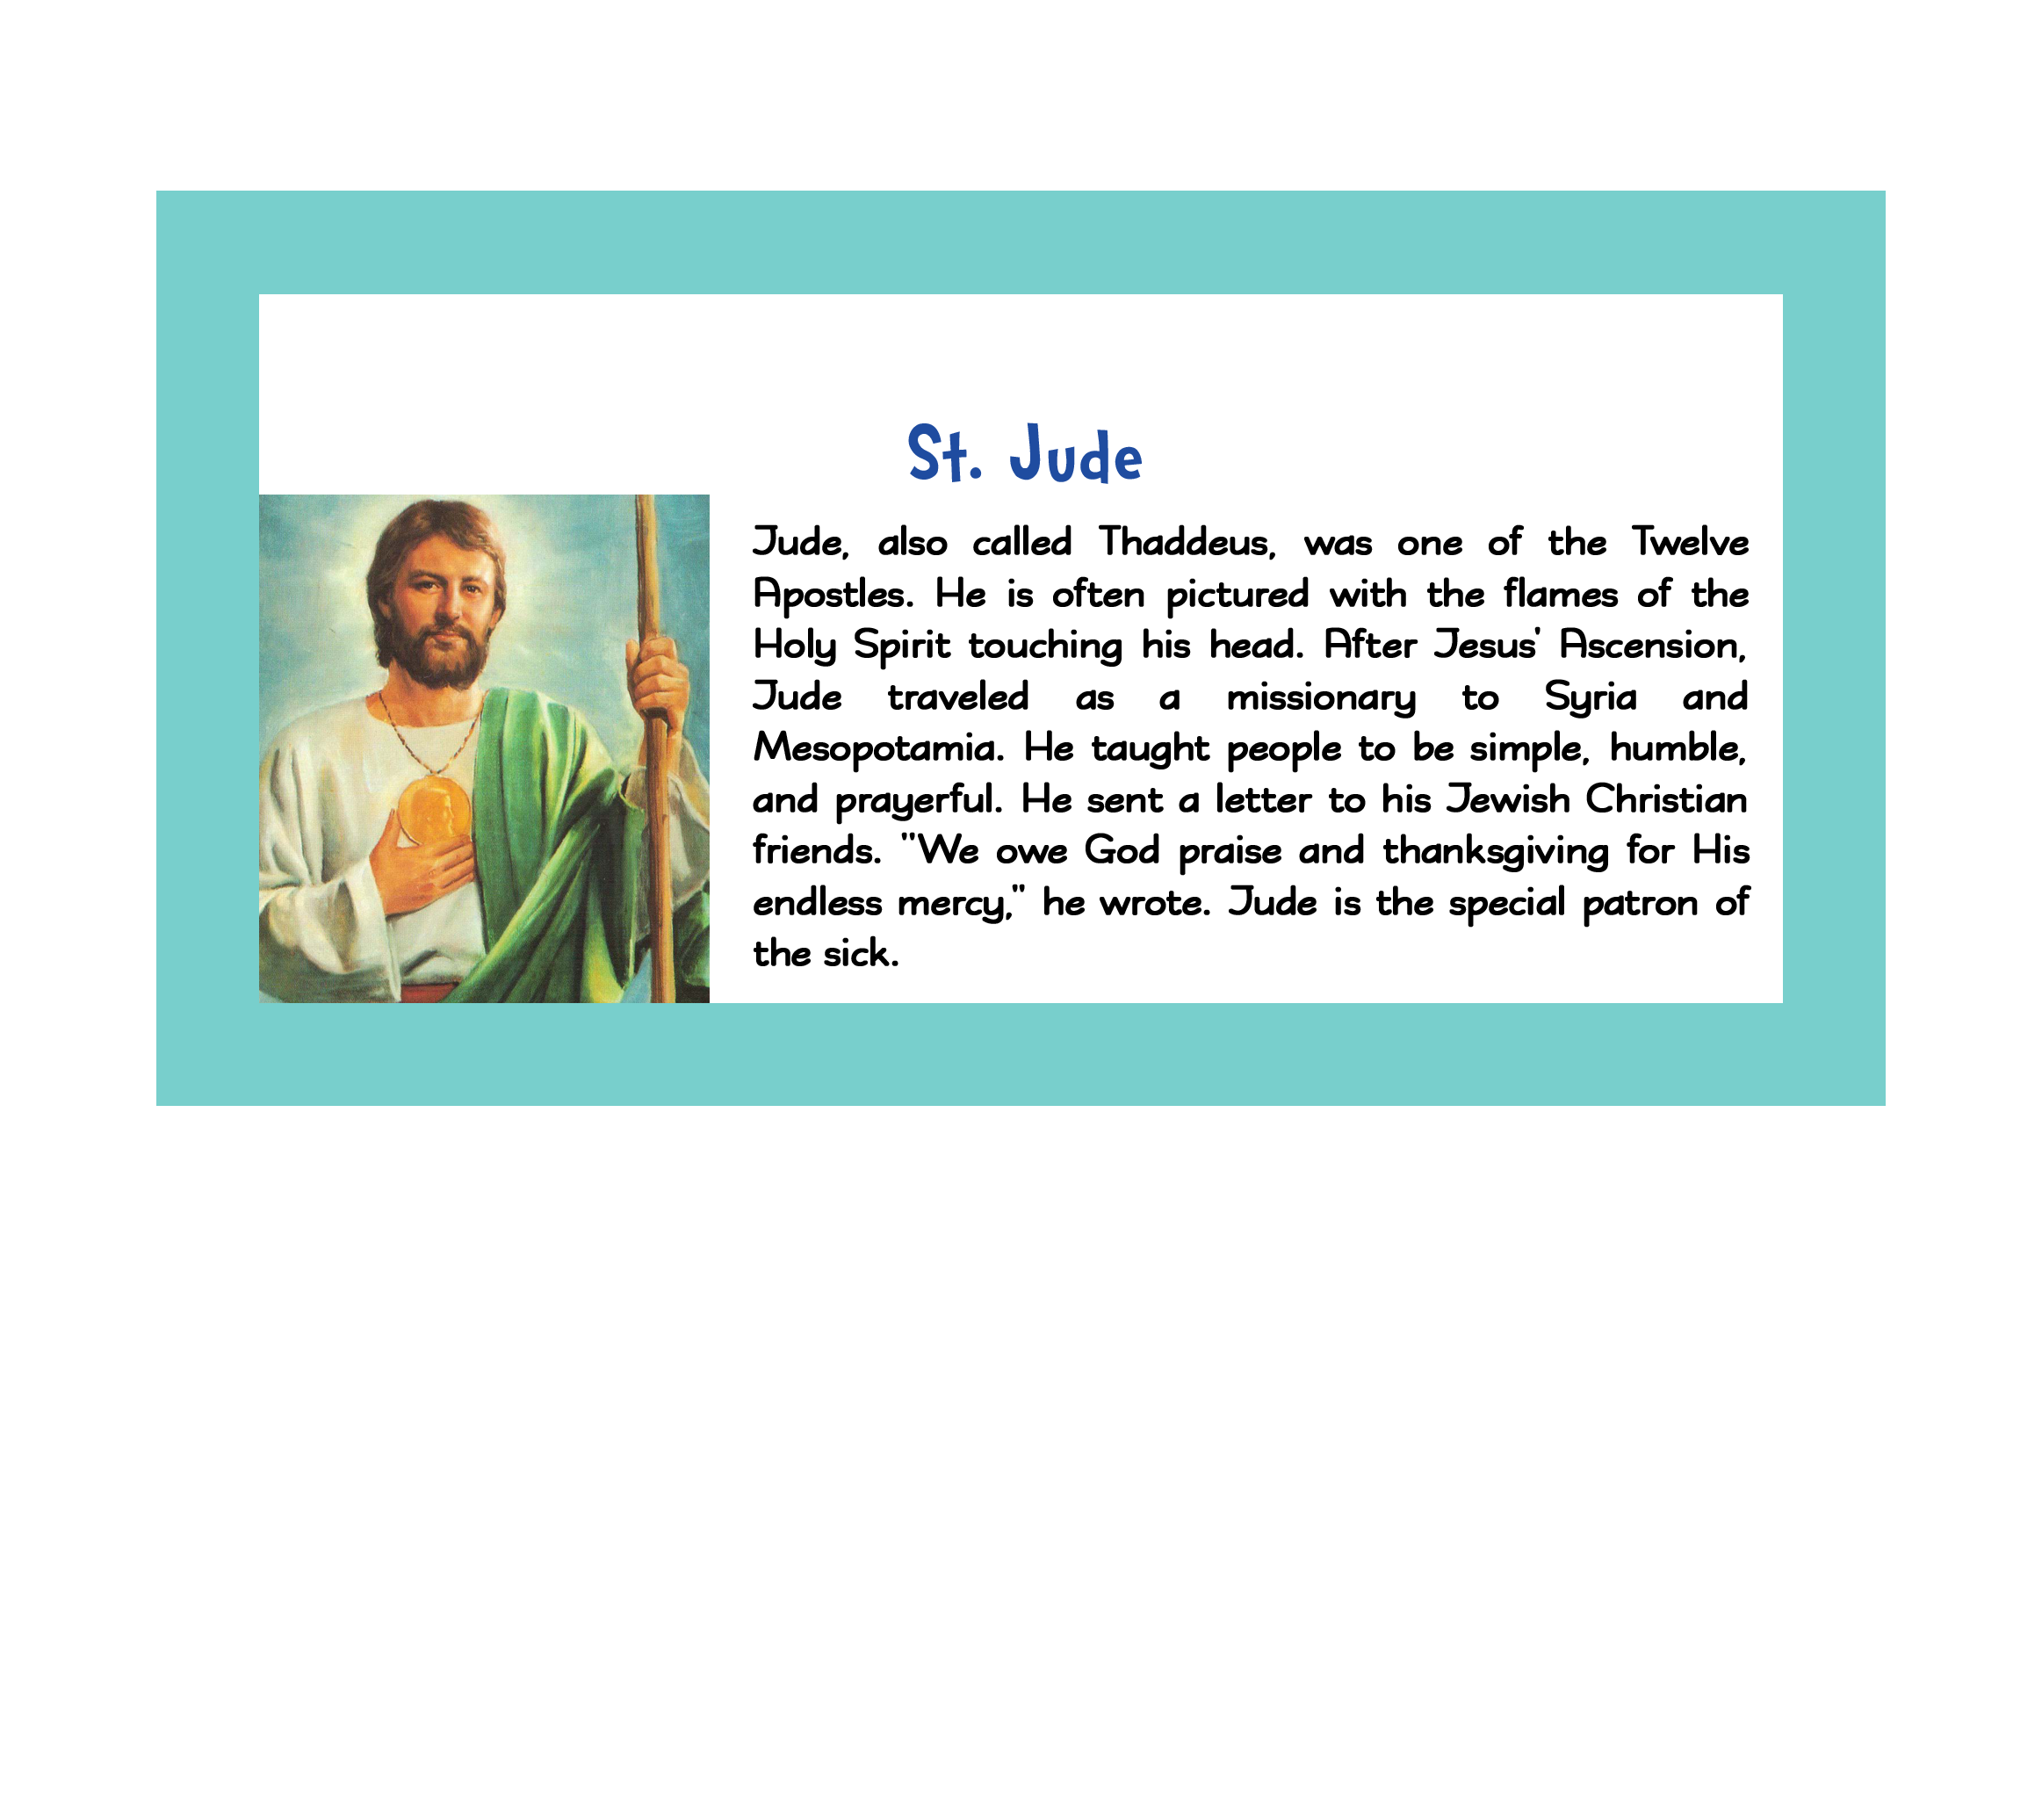 St. Jude
Jude, also called Thaddeus, was one of the Twelve
Apostles. He is often pictured with the flames of the
Holy Spirit touching his head. After Jesus' Ascension,
Jude traveled as a missionary to Syria and
Mesopotamia. He taught people to be simple, humble,
and prayerful. He sent a letter to his Jewish Christian
friends. "We owe God praise and thanksgiving for His
endless mercy," he wrote. Jude is the special patron of
the sick.